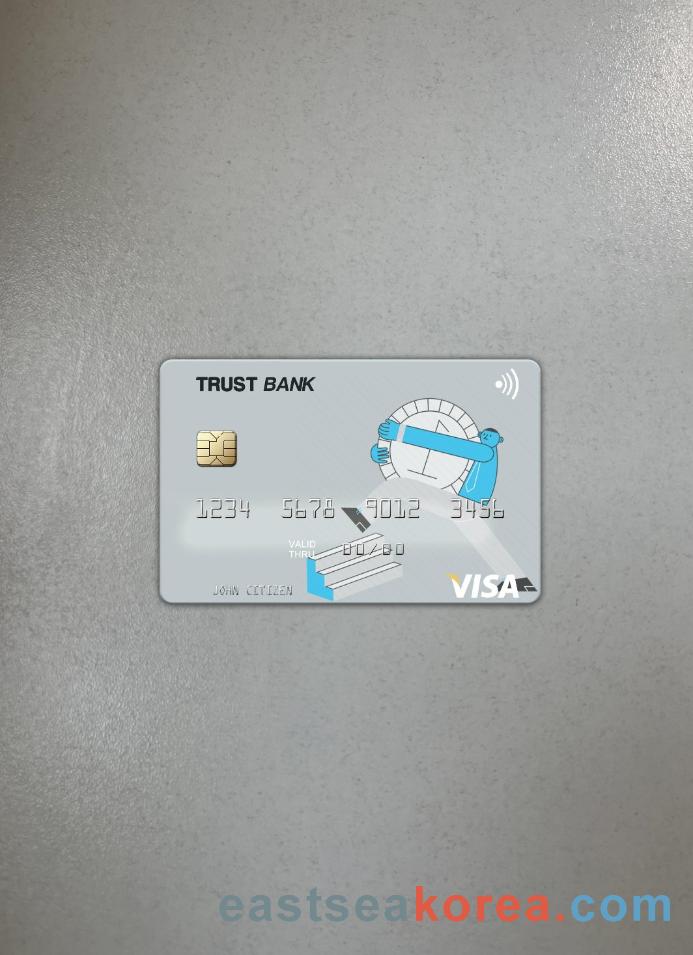 TRUST BANK
1234 5678 9012 3456
VALID
THRU 00/00
JOHN CITIZEN
VISA
eastseakorea.com